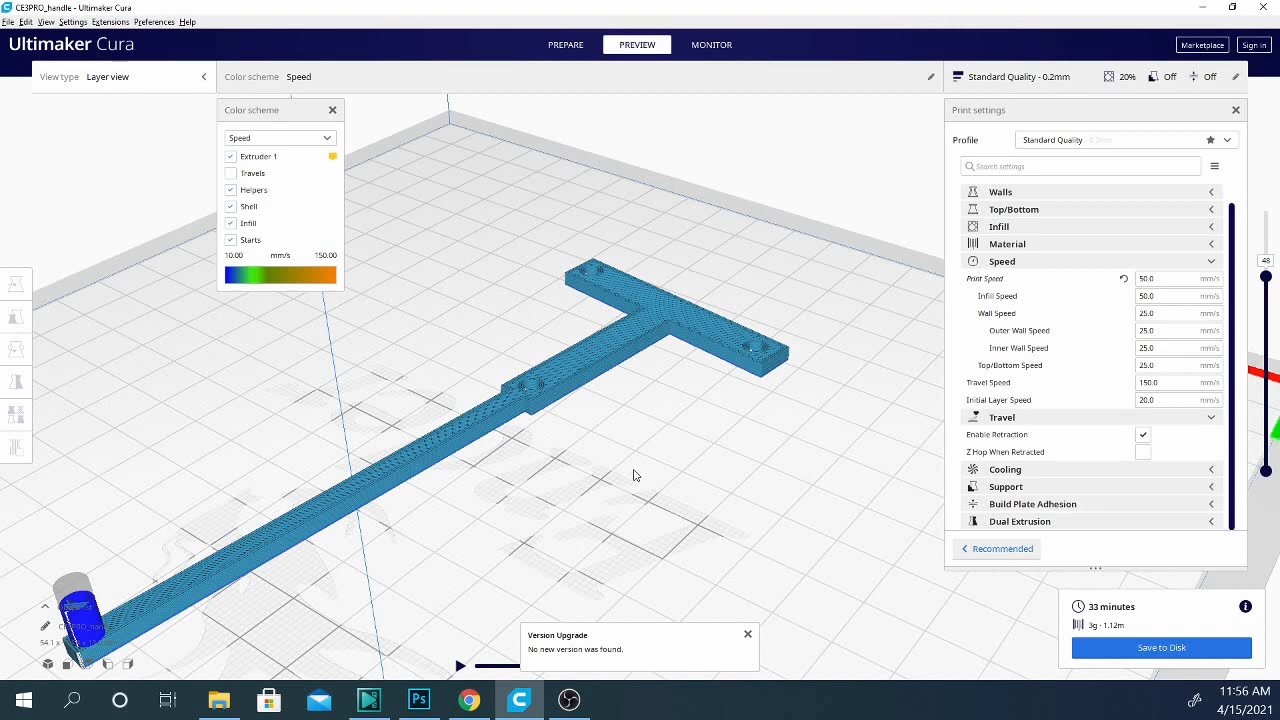 CE3PRO_handle - Ultimaker Cura
File Edit View Settings Extensions Preferences Help
Ultimaker Cura
PREPARE PREVIEW MONITOR
Marketplace Sign in
View type Layer view
Color scheme Speed
Standard Quality - 0.2mm 20% Off Off
Color scheme
Speed
Extruder 1
Travels
Helpers
Shell
Infill
Starts
10.00 mm/s 150.00
Print settings
Profile Standard Quality 0.2mm
Search settings
Walls
Top/Bottom
Infill
Material
Speed
Print Speed 50.0 mm/s
Infill Speed 50.0 mm/s
Wall Speed 25.0 mm/s
Outer Wall Speed 25.0 mm/s
Inner Wall Speed 25.0 mm/s
Top/Bottom Speed 25.0 mm/s
Travel Speed 150.0 mm/s
Initial Layer Speed 20.0 mm/s
Travel
Enable Retraction
Z Hop When Retracted
Cooling
Support
Build Plate Adhesion
Dual Extrusion
Recommended
48
33 minutes
3g · 1.12m
Save to Disk
CE3PRO_han
54.1 x
Version Upgrade
No new version was found.
Ps
11:56 AM
4/15/2021